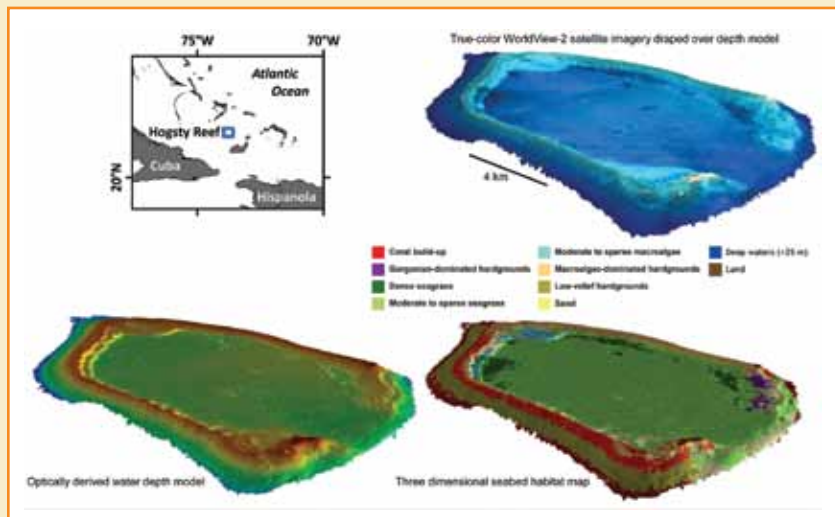 75°W 70°W
Atlantic
Ocean
Hogsty Reef
Cuba
20°N
Hispanola
True-color WorldView-2 satellite imagery draped over depth model
4 km
Coral build-up
Gorgonian-dominated hardgrounds
Dense seagrass
Moderate to sparse seagrass
Moderate to sparse macroalgae
Macroalgae-dominated hardgrounds
Low-relief hardgrounds
Sand
Deep waters (>25 m)
Land
Optically derived water depth model
Three dimensional seabed habitat map